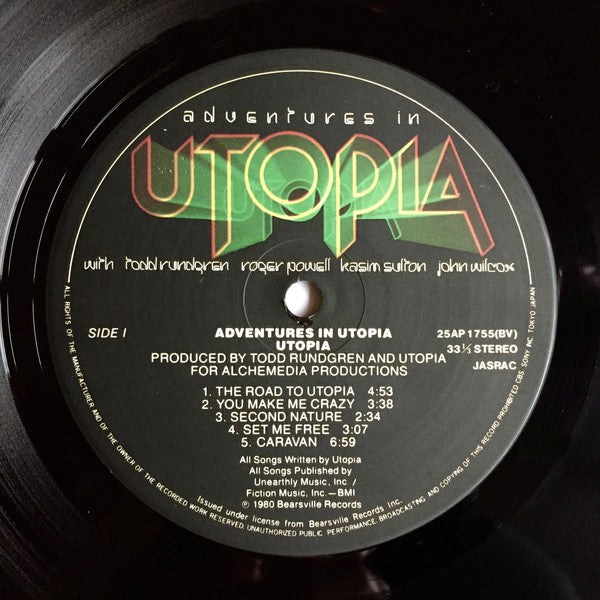 adventures in
UTOPIA
with todd rundgren roger powell kasim sulton john wilcox
SIDE I
ADVENTURES IN UTOPIA
UTOPIA
PRODUCED BY TODD RUNDGREN AND UTOPIA
FOR ALCHEMEDIA PRODUCTIONS
25AP 1755(BV)
33 1/3 STEREO
JASRAC
1. THE ROAD TO UTOPIA 4:53
2. YOU MAKE ME CRAZY 3:38
3. SECOND NATURE 2:34
4. SET ME FREE 3:07
5. CARAVAN 6:59
All Songs Written by Utopia
All Songs Published by
Unearthly Music, Inc /
Fiction Music, Inc.—BMI
℗ 1980 Bearsville Records
Issued under license from Bearsville Records Inc.
ALL RIGHTS OF THE MANUFACTURER AND OF THE OWNER OF THE RECORDED WORK RESERVED. UNAUTHORIZED PUBLIC PERFORMANCE, BROADCASTING AND COPYING OF THIS RECORD PROHIBITED CBS SONY INC. TOKYO JAPAN